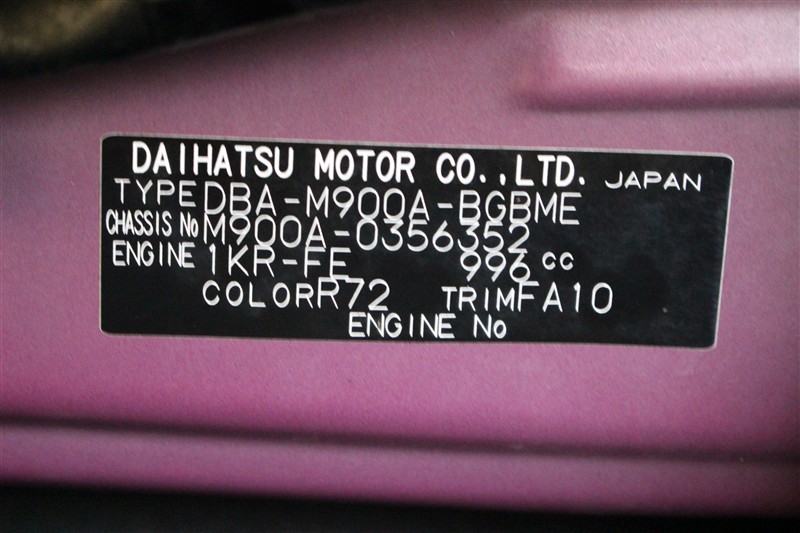 DAIHATSU MOTOR CO.,LTD. JAPAN
TYPE DBA-M900A-BGBME
CHASSIS No M900A-0356352
ENGINE 1KR-FE 996 cc
COLOR R72 TRIM FA10
ENGINE No